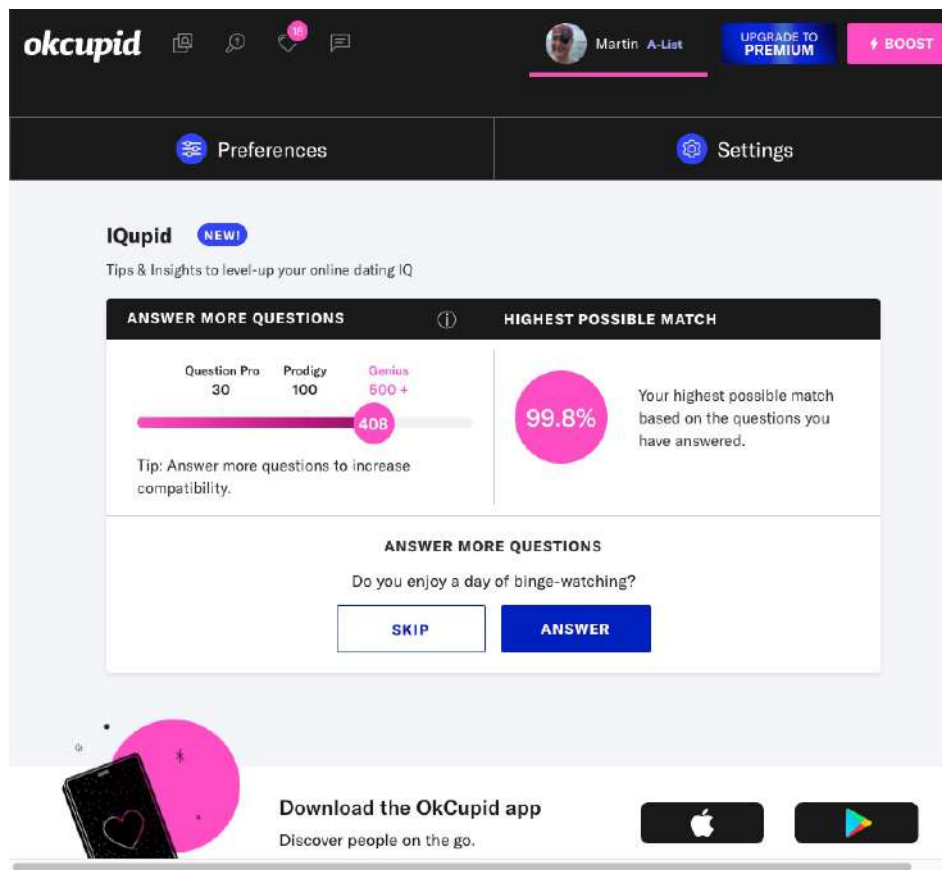 okcupid
16
Martin A-List
UPGRADE TO
PREMIUM
BOOST
Preferences
Settings
IQupid NEW!
Tips & Insights to level-up your online dating IQ
ANSWER MORE QUESTIONS
HIGHEST POSSIBLE MATCH
Question Pro Prodigy Genius
30 100 500 +
408
Tip: Answer more questions to increase
compatibility.
99.8%
Your highest possible match
based on the questions you
have answered.
ANSWER MORE QUESTIONS
Do you enjoy a day of binge-watching?
SKIP ANSWER
Download the OkCupid app
Discover people on the go.